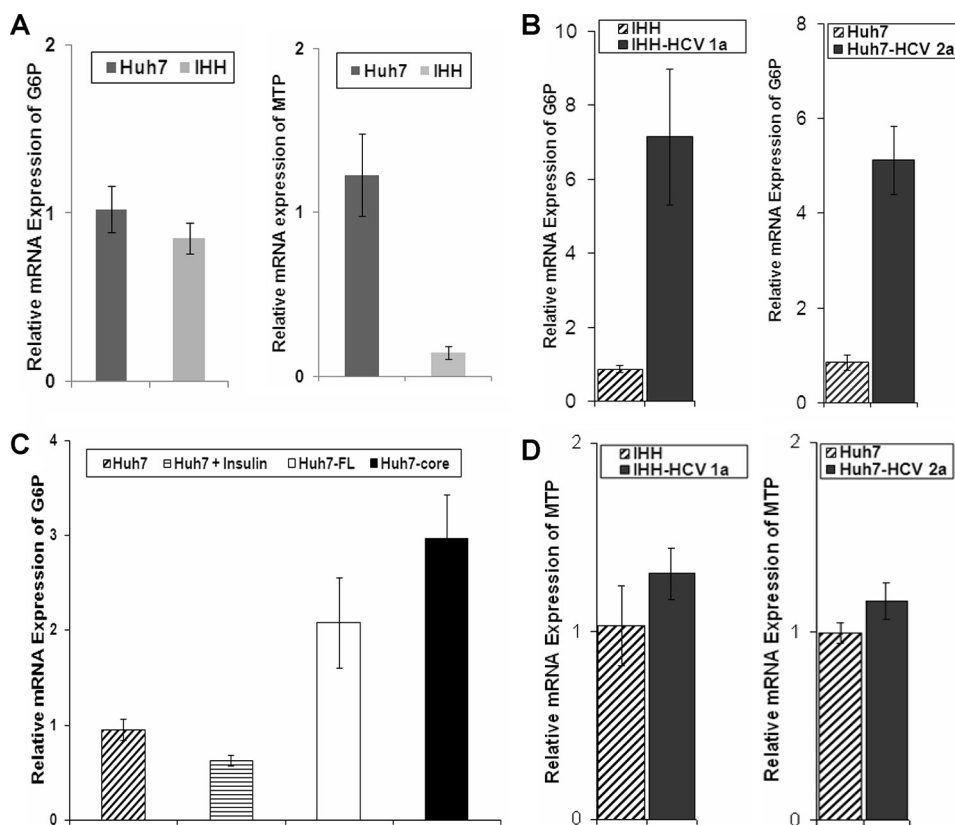 A
Relative mRNA Expression of G6P
2
1
0
Huh7 IHH
Relative mRNA expression of MTP
2
1
0
Huh7 IHH
B
Relative mRNA Expression of G6P
10
8
6
4
2
0
IHH
IHH-HCV 1a
Relative mRNA Expression of G6P
8
6
4
2
0
Huh7
Huh7-HCV 2a
C
Relative mRNA Expression of G6P
4
3
2
1
0
Huh7 Huh7 + Insulin Huh7-FL Huh7-core
D
Relative mRNA Expression of MTP
2
1
0
IHH
IHH-HCV 1a
Relative mRNA Expression of MTP
2
1
0
Huh7
Huh7-HCV 2a